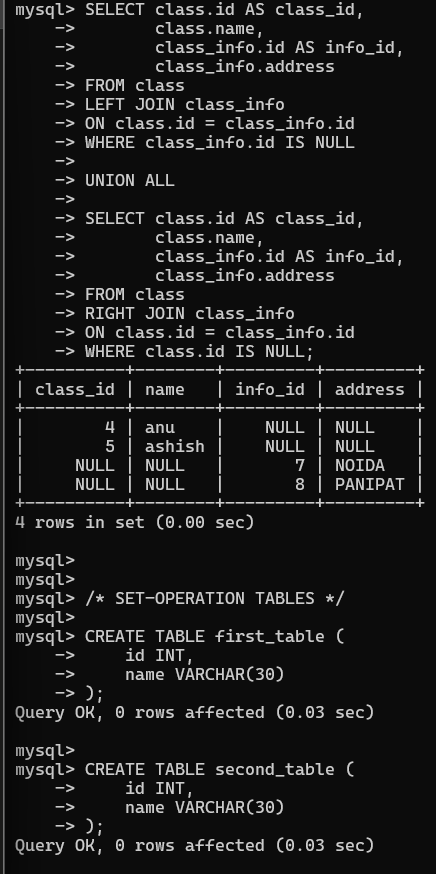 mysql> SELECT class.id AS class_id,
    ->        class.name,
    ->        class_info.id AS info_id,
    ->        class_info.address
    -> FROM class
    -> LEFT JOIN class_info
    -> ON class.id = class_info.id
    -> WHERE class_info.id IS NULL
    ->
    -> UNION ALL
    ->
    -> SELECT class.id AS class_id,
    ->        class.name,
    ->        class_info.id AS info_id,
    ->        class_info.address
    -> FROM class
    -> RIGHT JOIN class_info
    -> ON class.id = class_info.id
    -> WHERE class.id IS NULL;
+----------+--------+---------+---------+
| class_id | name   | info_id | address |
+----------+--------+---------+---------+
|        4 | anu    |    NULL | NULL    |
|        5 | ashish |    NULL | NULL    |
|     NULL | NULL   |       7 | NOIDA   |
|     NULL | NULL   |       8 | PANIPAT |
+----------+--------+---------+---------+
4 rows in set (0.00 sec)

mysql>
mysql>
mysql> /* SET-OPERATION TABLES */
mysql>
mysql> CREATE TABLE first_table (
    ->     id INT,
    ->     name VARCHAR(30)
    -> );
Query OK, 0 rows affected (0.03 sec)

mysql>
mysql> CREATE TABLE second_table (
    ->     id INT,
    ->     name VARCHAR(30)
    -> );
Query OK, 0 rows affected (0.03 sec)